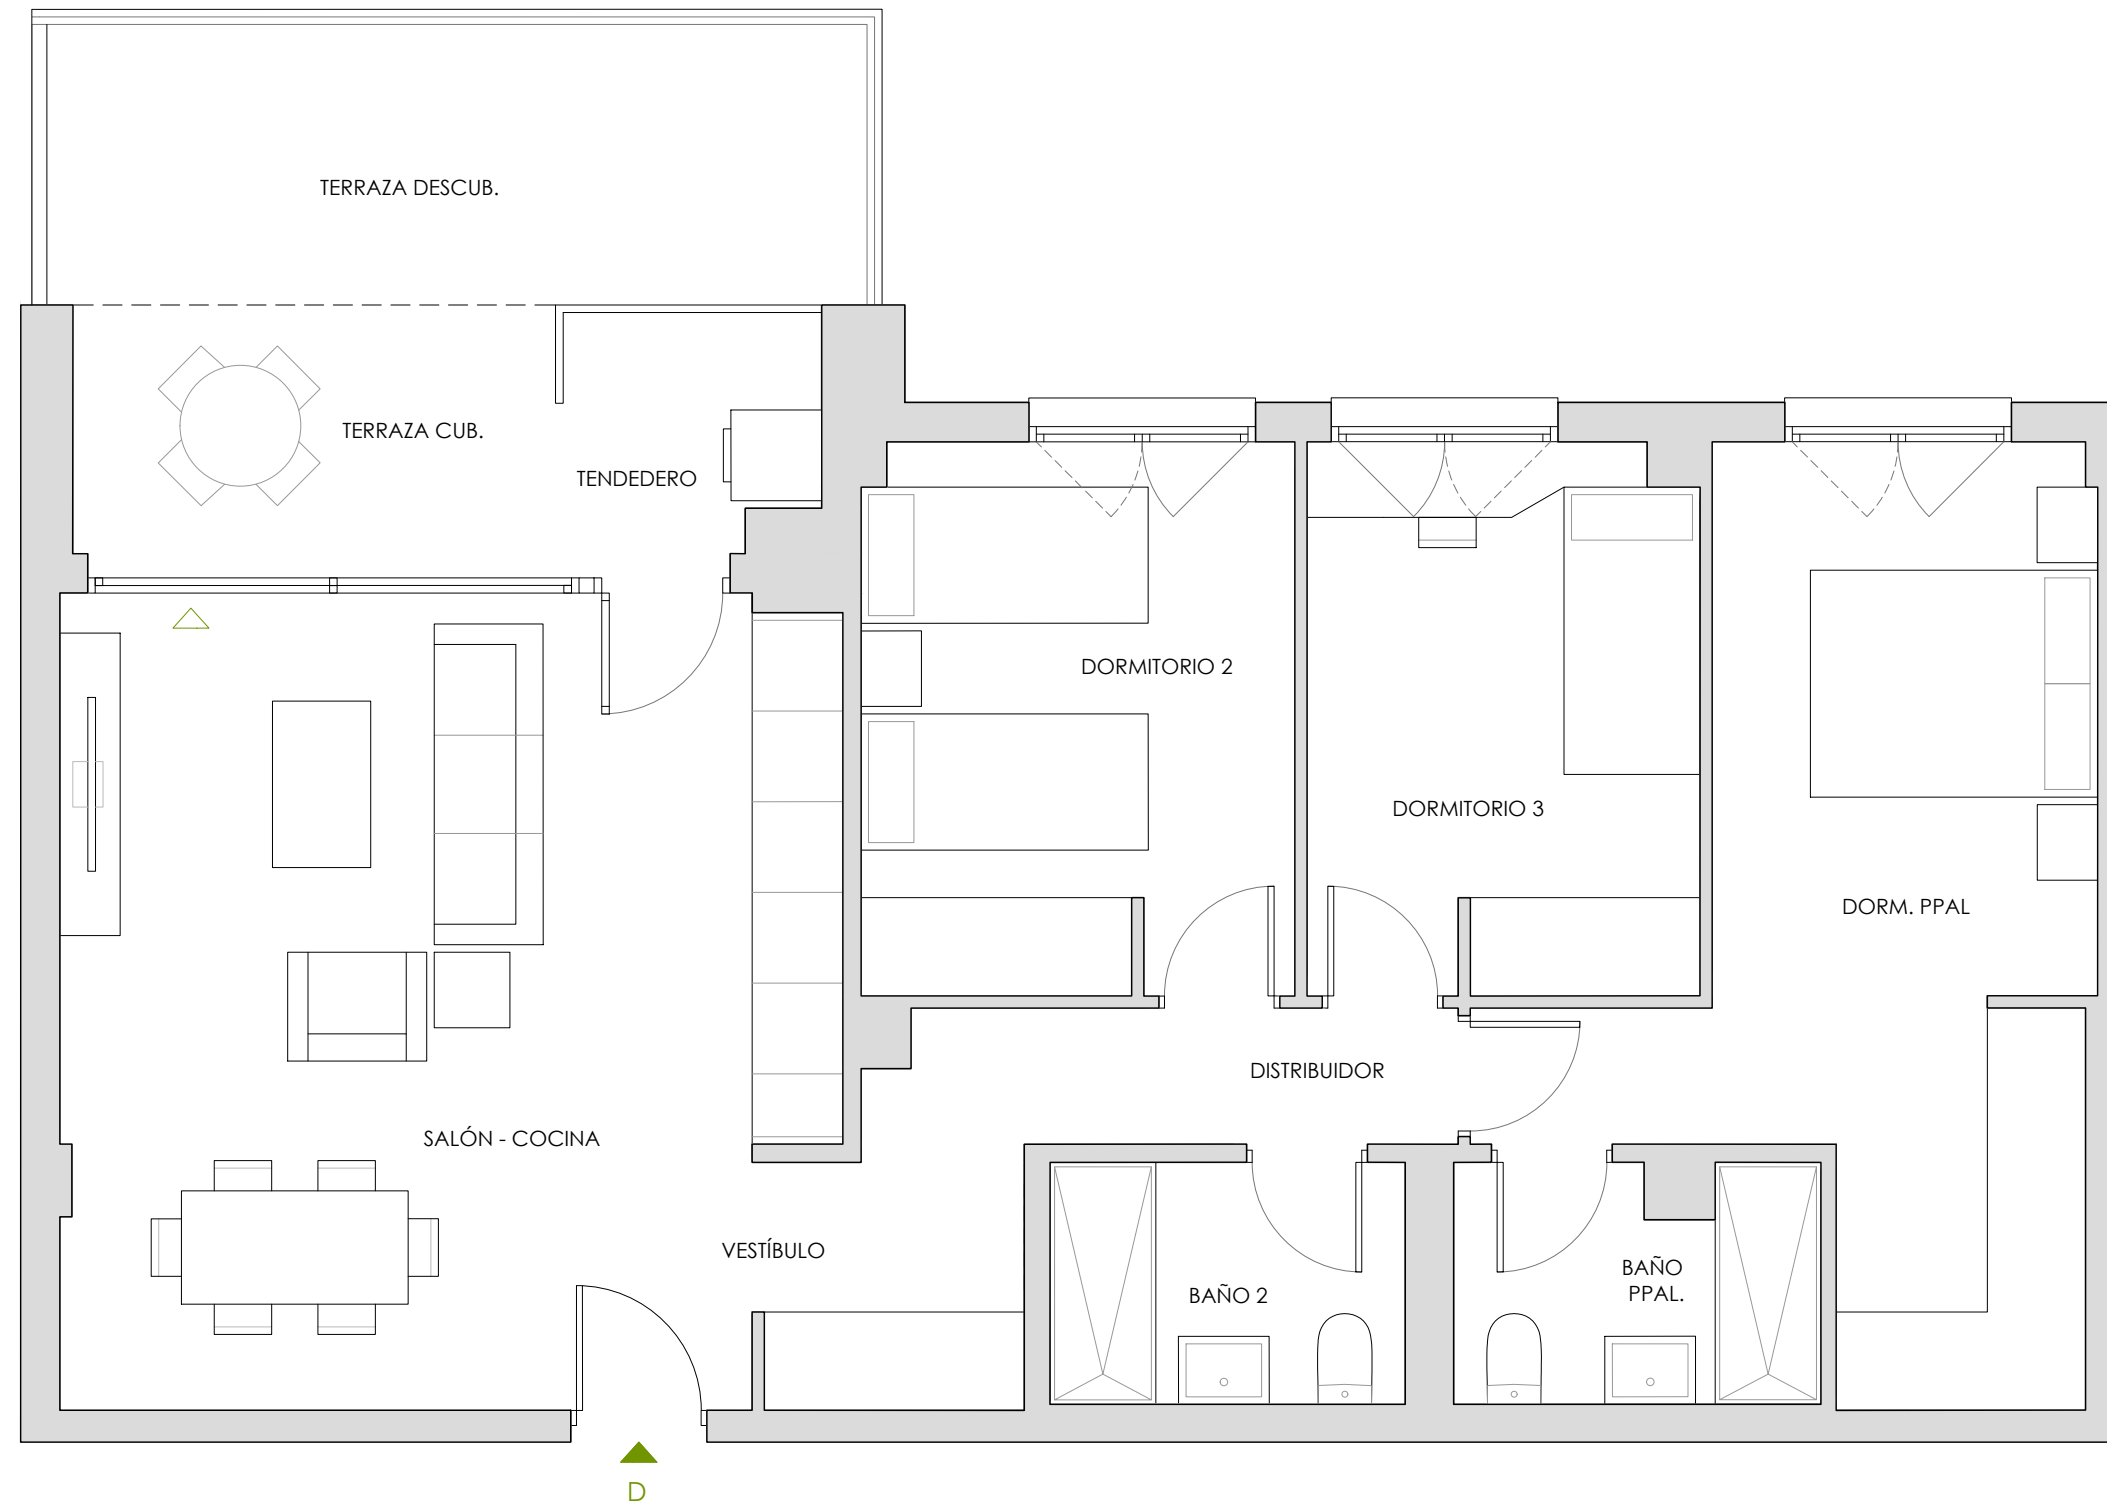 TERRAZA DESCUB.
TERRAZA CUB.
TENDEDERO
DORMITORIO 2
DORMITORIO 3
DORM. PPAL
DISTRIBUIDOR
SALÓN - COCINA
VESTÍBULO
BAÑO 2
BAÑO
PPAL.
D